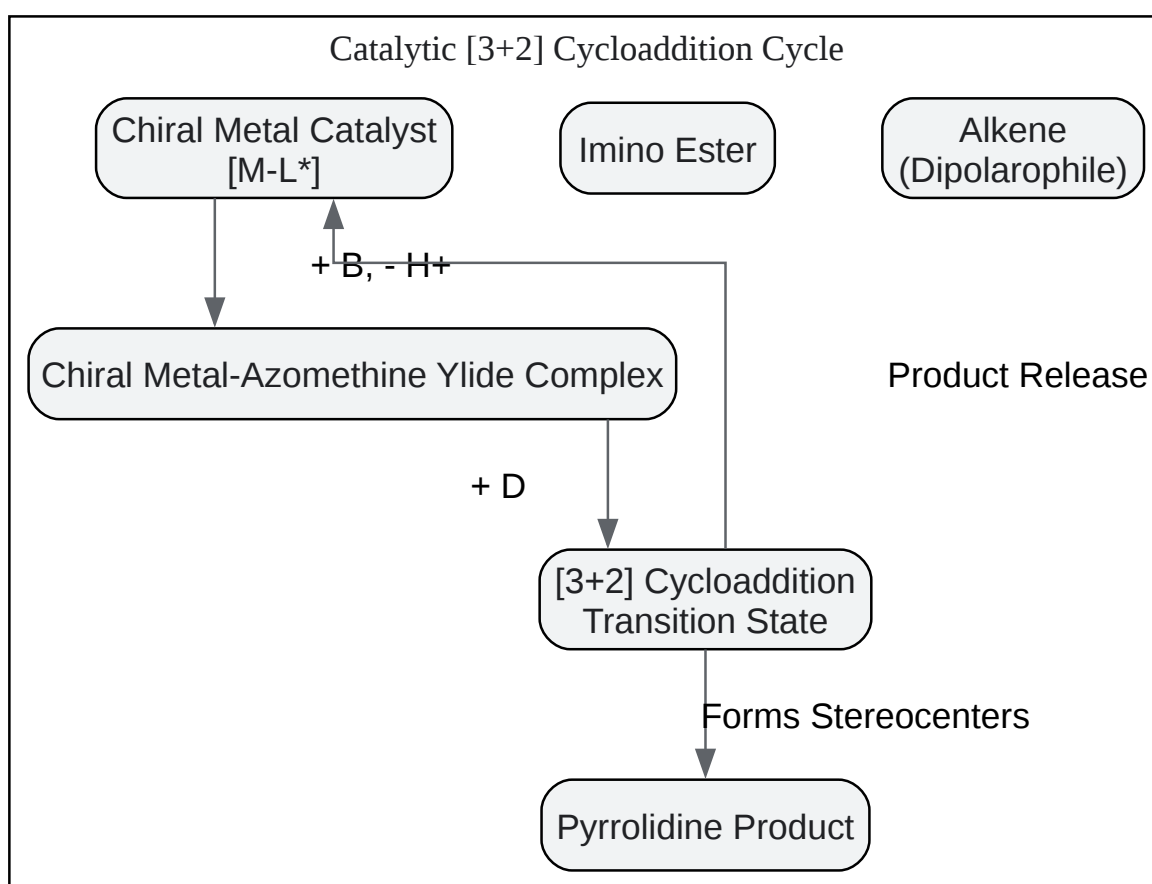 Catalytic [3+2] Cycloaddition Cycle
Chiral Metal Catalyst
[M-L*]
Imino Ester
Alkene
(Dipolarophile)
+ B, - H+
Chiral Metal-Azomethine Ylide Complex
Product Release
+ D
[3+2] Cycloaddition
Transition State
Forms Stereocenters
Pyrrolidine Product